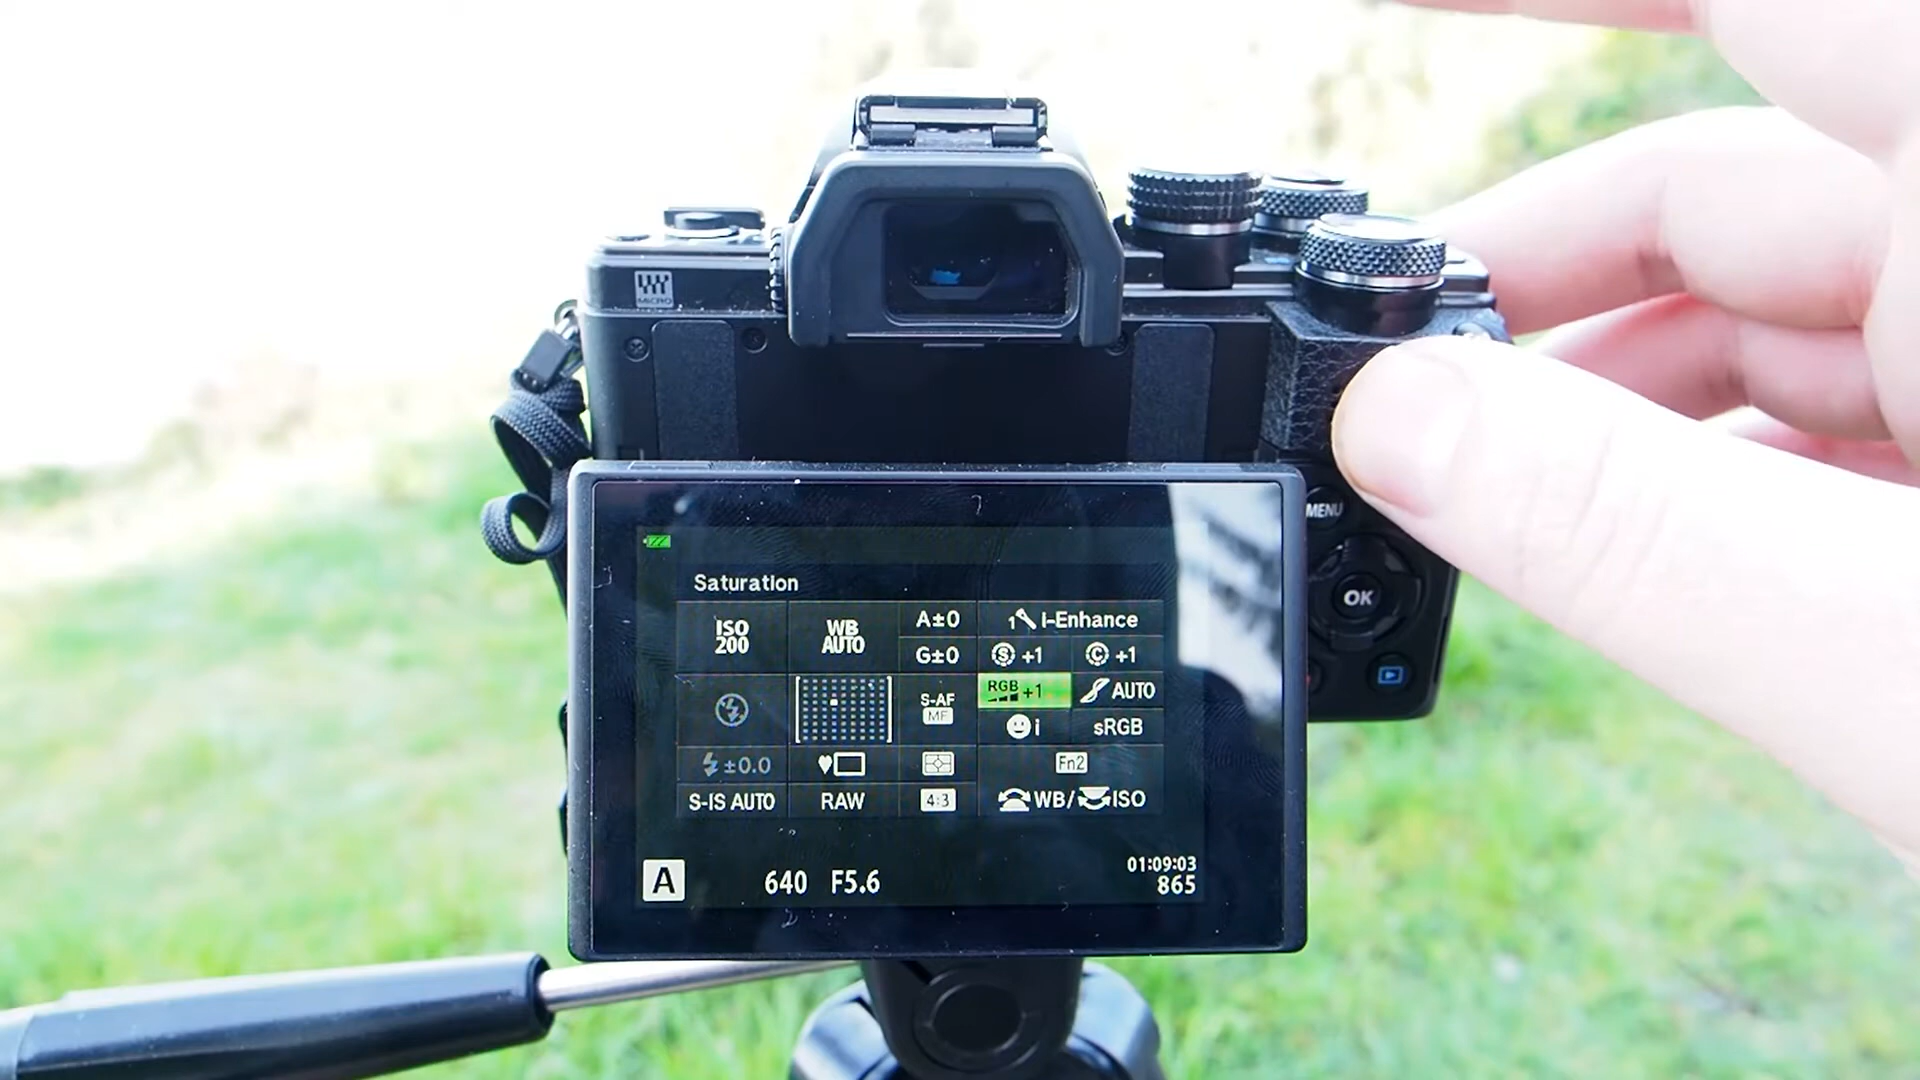 MICRO
MENU
OK
Saturation
ISO 200
WB AUTO
A±0
i-Enhance
G±0
S +1
C +1
S-AF
MF
RGB +1
AUTO
i
sRGB
±0.0
Fn2
S-IS AUTO
RAW
4:3
WB/ ISO
A
640
F5.6
01:09:03
865